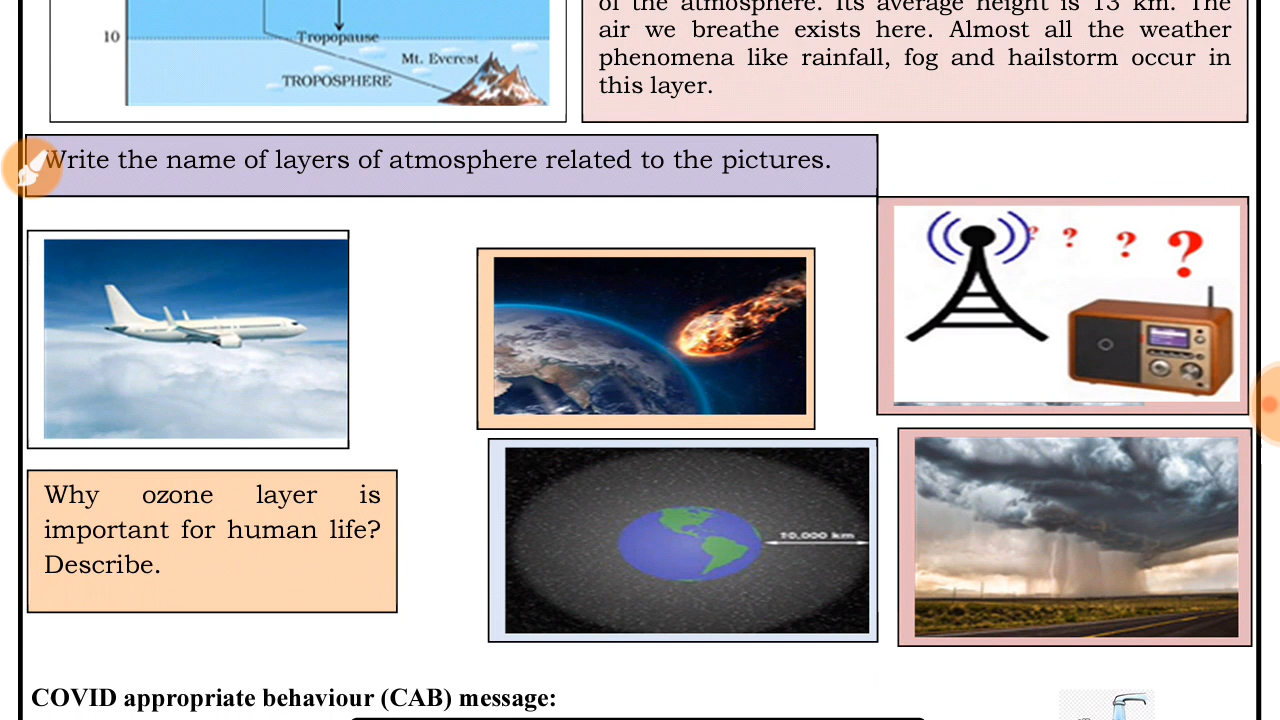 of the atmosphere. Its average height is 13 km. The
air we breathe exists here. Almost all the weather
phenomena like rainfall, fog and hailstorm occur in
this layer.
10
Tropopause
Mt. Everest
TROPOSPHERE
Write the name of layers of atmosphere related to the pictures.
? ? ? ?
Why ozone layer is
important for human life?
Describe.
10,000 km
COVID appropriate behaviour (CAB) message: